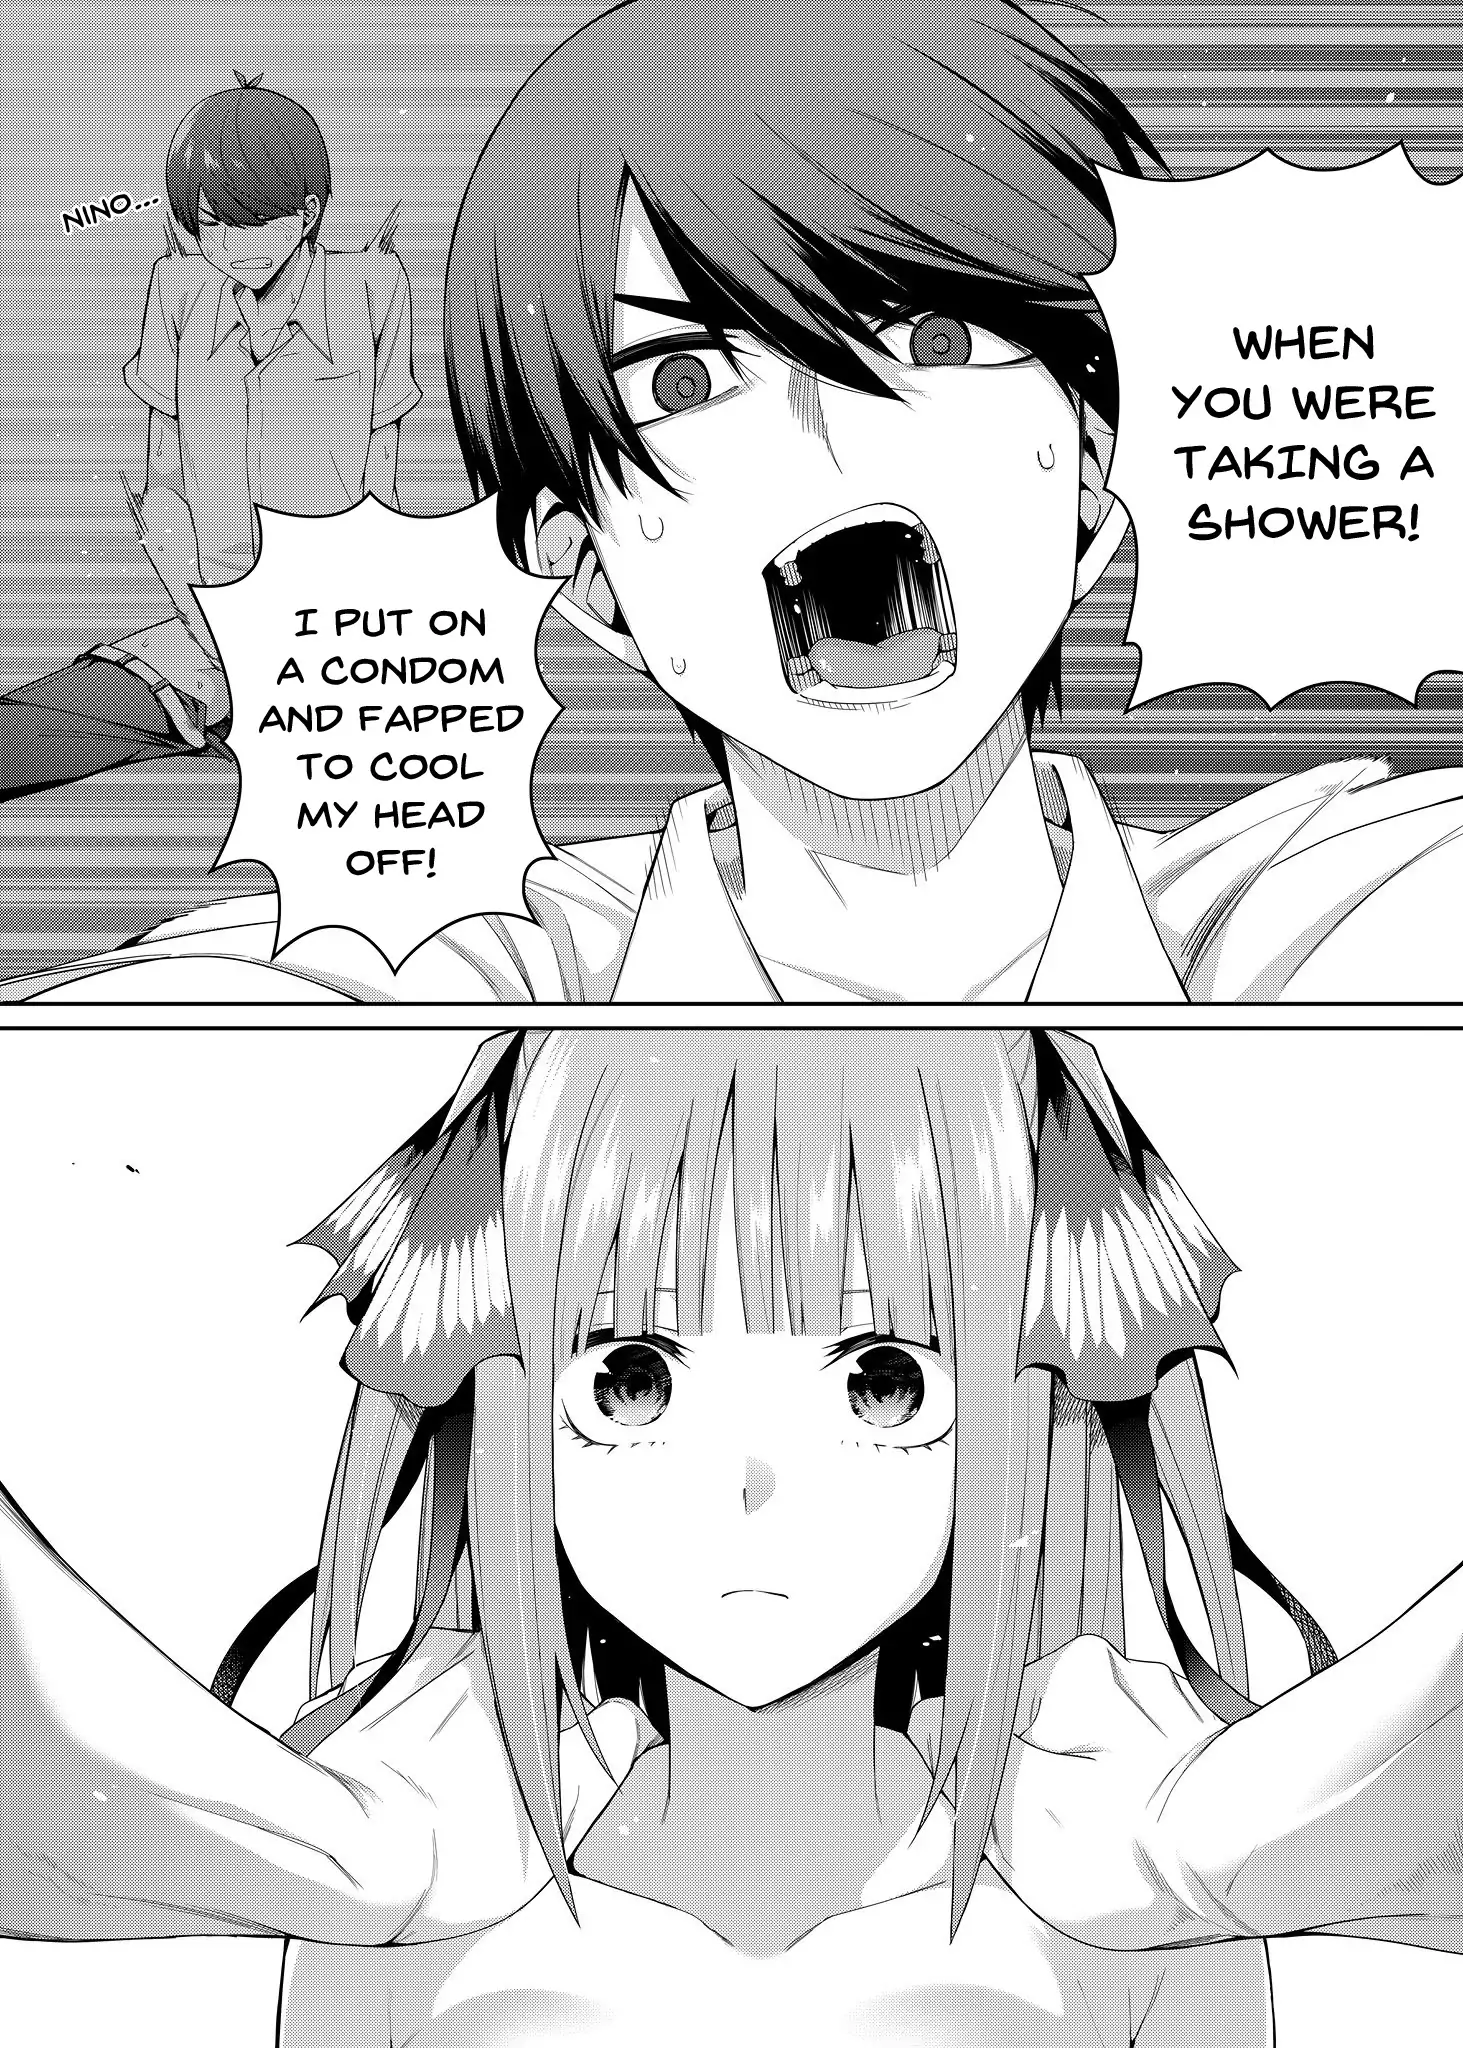 WHEN
YOU WERE
TAKING A
SHOWER!
NINO...
I PUT ON
A CONDOM
AND FAPPED
TO COOL
MY HEAD
OFF!